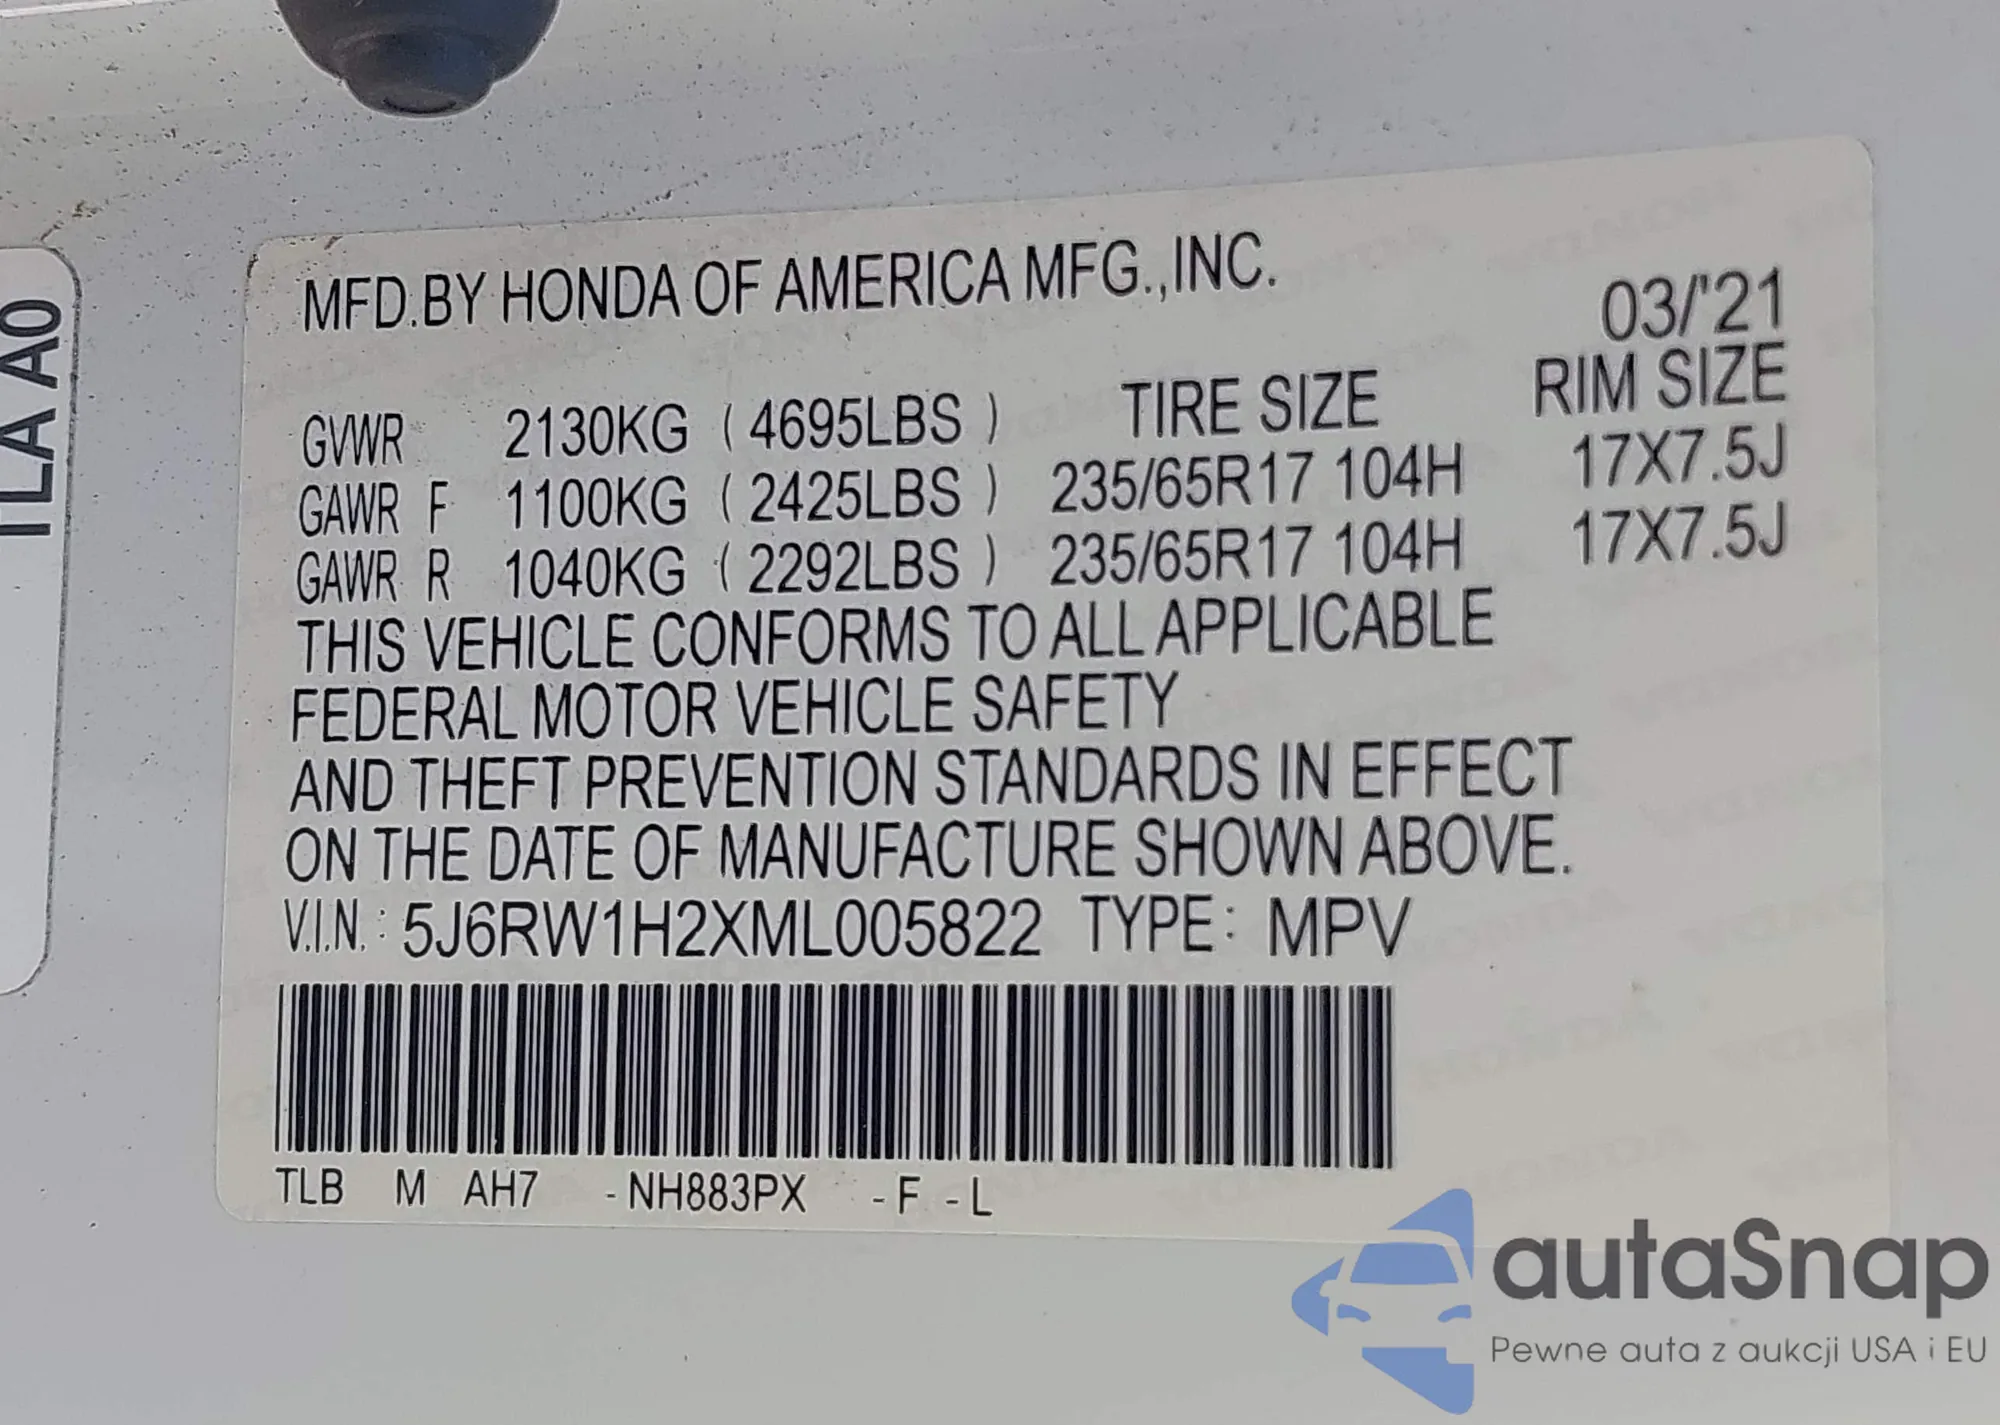 TLA A0
MFD.BY HONDA OF AMERICA MFG.,INC.
03/'21
GVWR 2130KG ( 4695LBS ) TIRE SIZE RIM SIZE
GAWR F 1100KG ( 2425LBS ) 235/65R17 104H 17X7.5J
GAWR R 1040KG ( 2292LBS ) 235/65R17 104H 17X7.5J
THIS VEHICLE CONFORMS TO ALL APPLICABLE
FEDERAL MOTOR VEHICLE SAFETY
AND THEFT PREVENTION STANDARDS IN EFFECT
ON THE DATE OF MANUFACTURE SHOWN ABOVE.
V.I.N.: 5J6RW1H2XML005822 TYPE: MPV
TLB M AH7 -NH883PX -F -L
autaSnap
Pewne auta z aukcji USA i EU